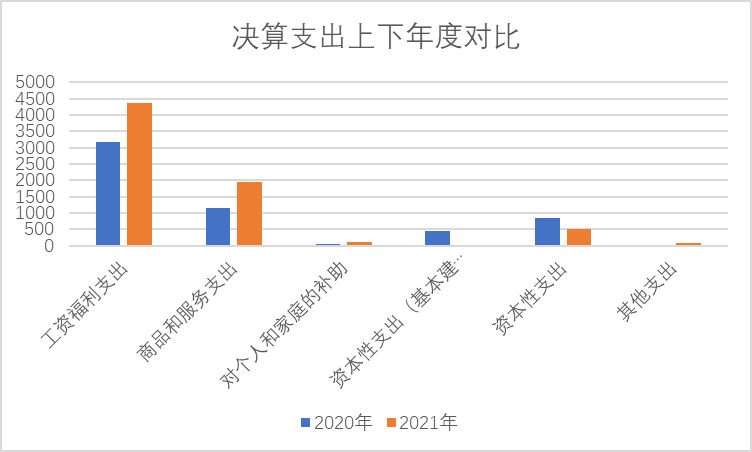 决算支出上下年度对比
5000
4500
4000
3500
3000
2500
2000
1500
1000
500
0
工资福利支出
商品和服务支出
对个人和家庭的补助
资本性支出（基本建…
资本性支出
其他支出
2020年 2021年